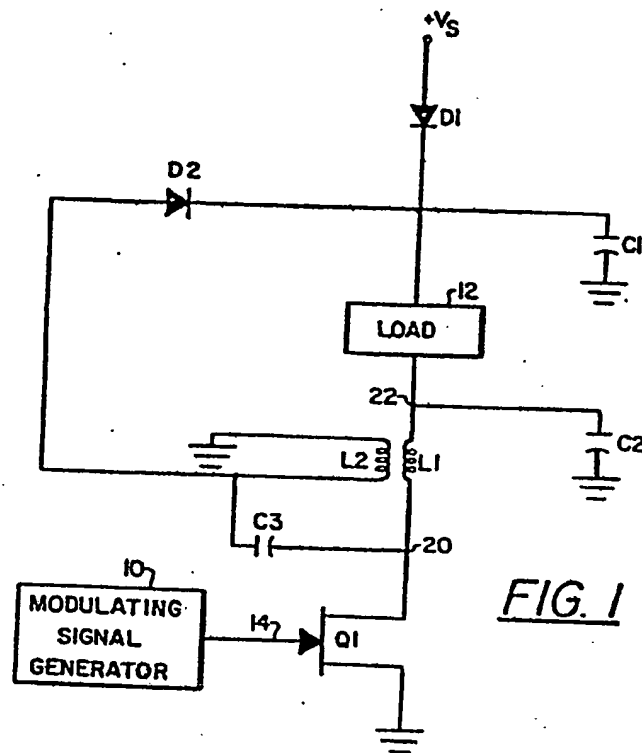 +VS
D1
D2
C1
12
LOAD
22
C2
L2
L1
C3
20
10
MODULATING
SIGNAL
GENERATOR
14
Q1
FIG. 1